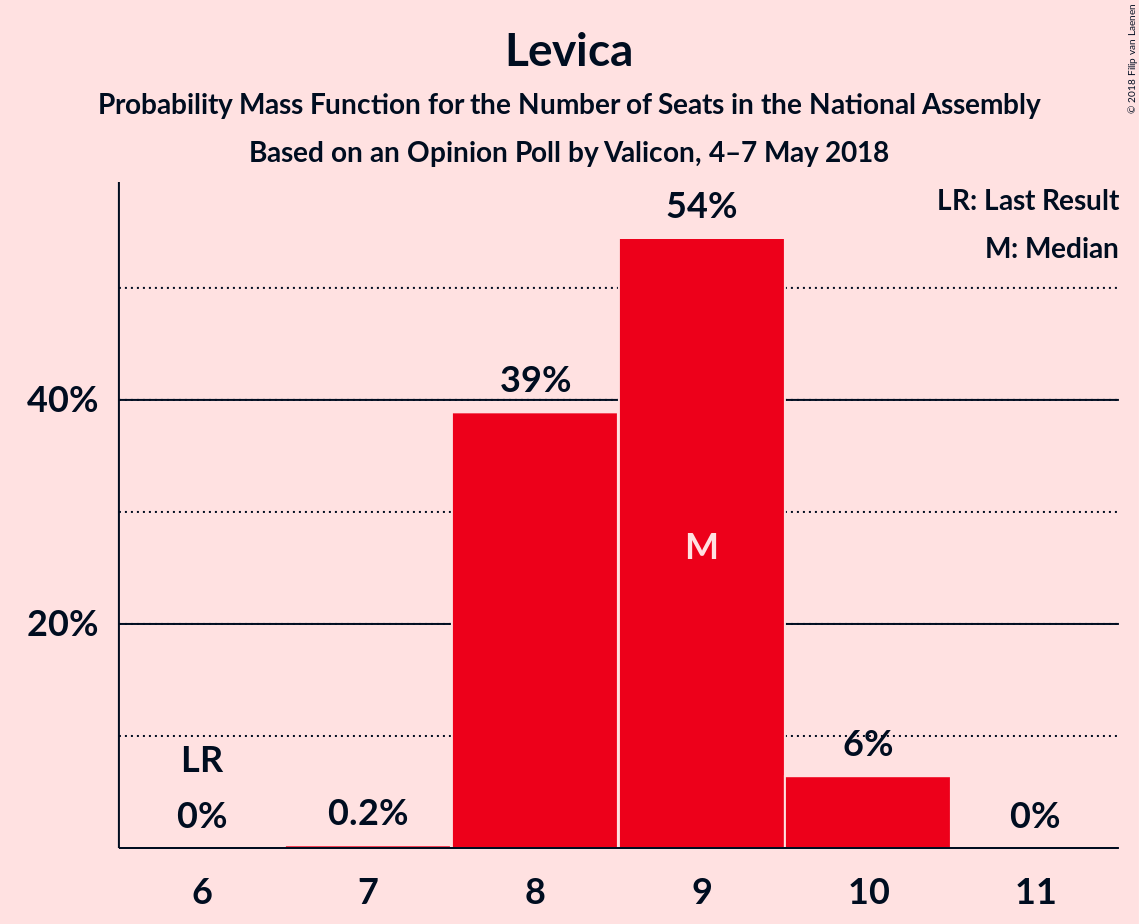 Levica
Probability Mass Function for the Number of Seats in the National Assembly
Based on an Opinion Poll by Valicon, 4–7 May 2018
© 2018 Filip van Laenen
LR: Last Result
M: Median
54%
39%
40%
M
20%
LR
6%
0%
0.2%
0%
6
7
8
9
10
11